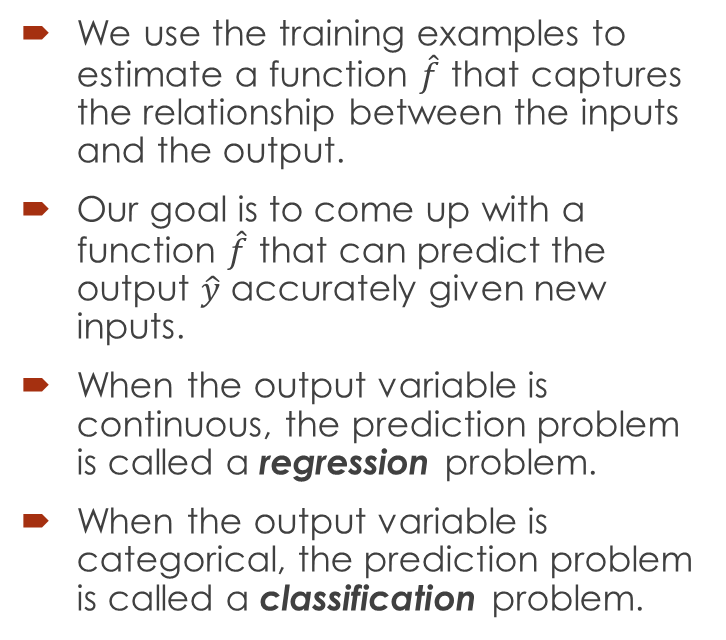 We use the training examples to
estimate a function f̂ that captures
the relationship between the inputs
and the output.
Our goal is to come up with a
function f̂ that can predict the
output ŷ accurately given new
inputs.
When the output variable is
continuous, the prediction problem
is called a regression problem.
When the output variable is
categorical, the prediction problem
is called a classification problem.